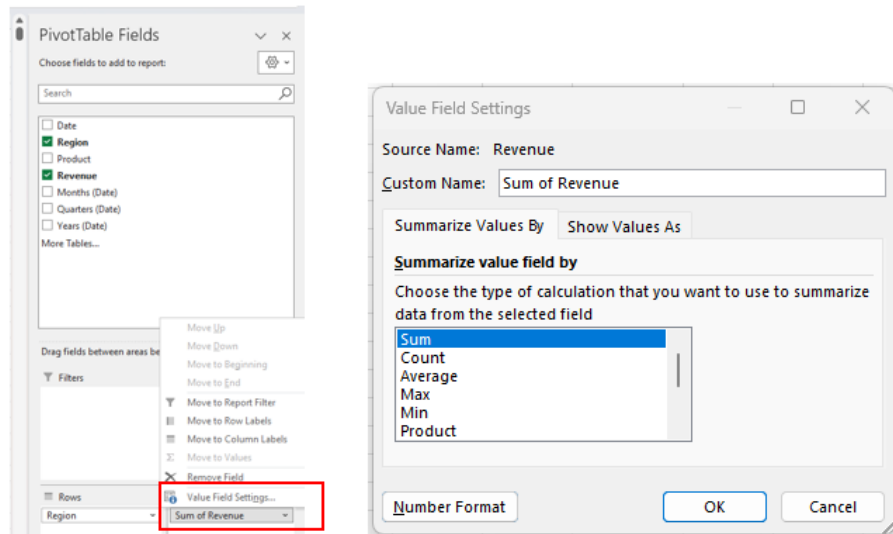 PivotTable Fields
Choose fields to add to report:
Search
Date
Region
Product
Revenue
Months (Date)
Quarters (Date)
Years (Date)
More Tables...
Drag fields between areas be
Filters
Rows
Region
Move Up
Move Down
Move to Beginning
Move to End
Move to Report Filter
Move to Row Labels
Move to Column Labels
Move to Values
Remove Field
Value Field Settings...
Sum of Revenue
Value Field Settings
Source Name: Revenue
Custom Name: Sum of Revenue
Summarize Values By Show Values As
Summarize value field by
Choose the type of calculation that you want to use to summarize
data from the selected field
Sum
Count
Average
Max
Min
Product
Number Format OK Cancel